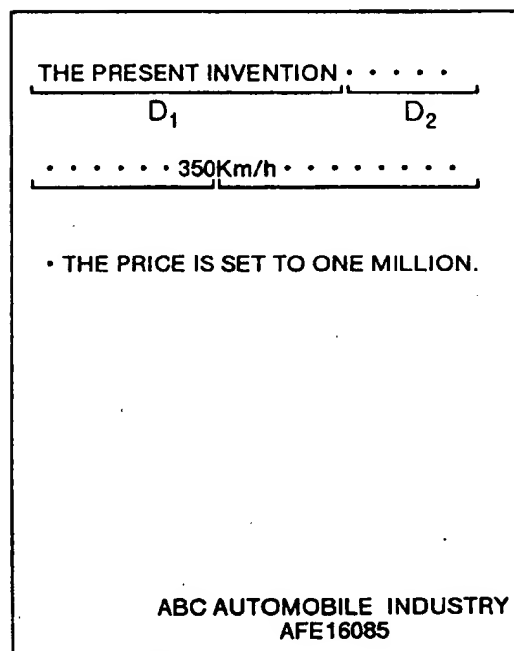 THE PRESENT INVENTION · · · · ·
D₁ D₂
· · · · · · 350Km/h · · · · · · · ·
· THE PRICE IS SET TO ONE MILLION.
ABC AUTOMOBILE INDUSTRY
AFE16085